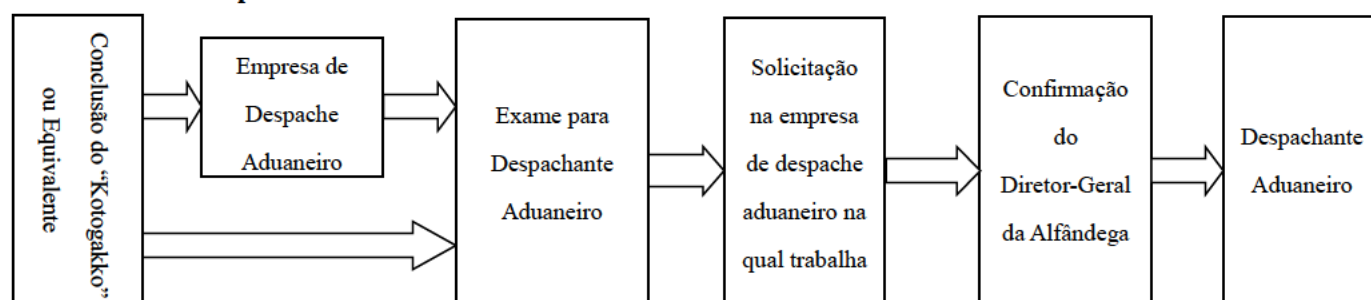 Conclusão do “Kotogakko”
ou Equivalente
Empresa de
Despache
Aduaneiro
Exame para
Despachante
Aduaneiro
Solicitação
na empresa
de despache
aduaneiro na
qual trabalha
Confirmação
do
Diretor-Geral
da Alfândega
Despachante
Aduaneiro